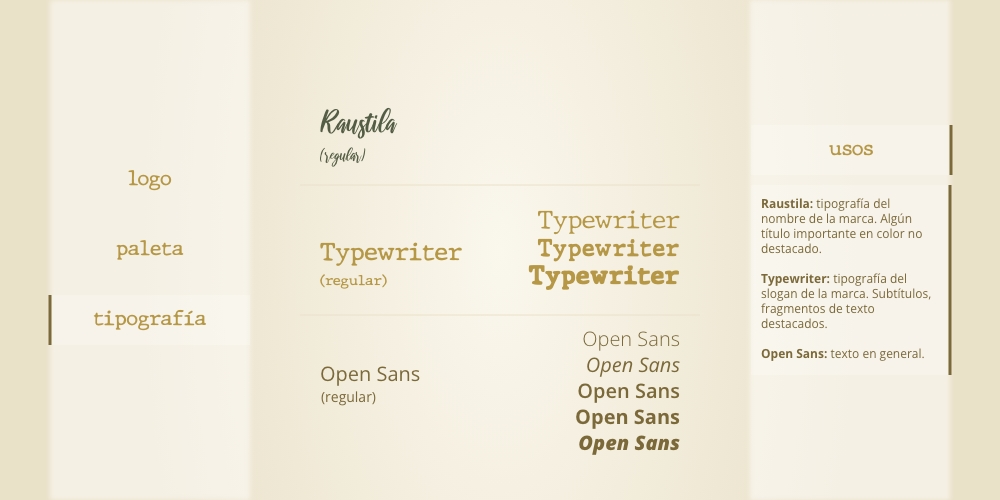 logo
paleta
tipografía
Raustila
(regular)
Typewriter
(regular)
Typewriter
Typewriter
Typewriter
Open Sans
(regular)
Open Sans
Open Sans
Open Sans
Open Sans
Open Sans
usos
Raustila: tipografía del
nombre de la marca. Algún
título importante en color no
destacado.
Typewriter: tipografía del
slogan de la marca. Subtítulos,
fragmentos de texto
destacados.
Open Sans: texto en general.